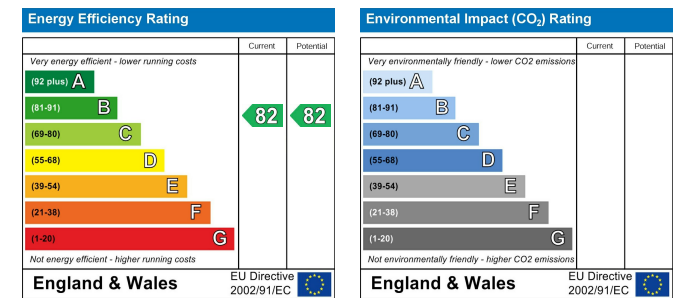 Energy Efficiency Rating
Current Potential
Very energy efficient - lower running costs
(92 plus) A
(81-91) B
82 82
(69-80) C
(55-68) D
(39-54) E
(21-38) F
(1-20) G
Not energy efficient - higher running costs
England & Wales
EU Directive
2002/91/EC
Environmental Impact (CO₂) Rating
Current Potential
Very environmentally friendly - lower CO2 emissions
(92 plus) A
(81-91) B
(69-80) C
(55-68) D
(39-54) E
(21-38) F
(1-20) G
Not environmentally friendly - higher CO2 emissions
England & Wales
EU Directive
2002/91/EC